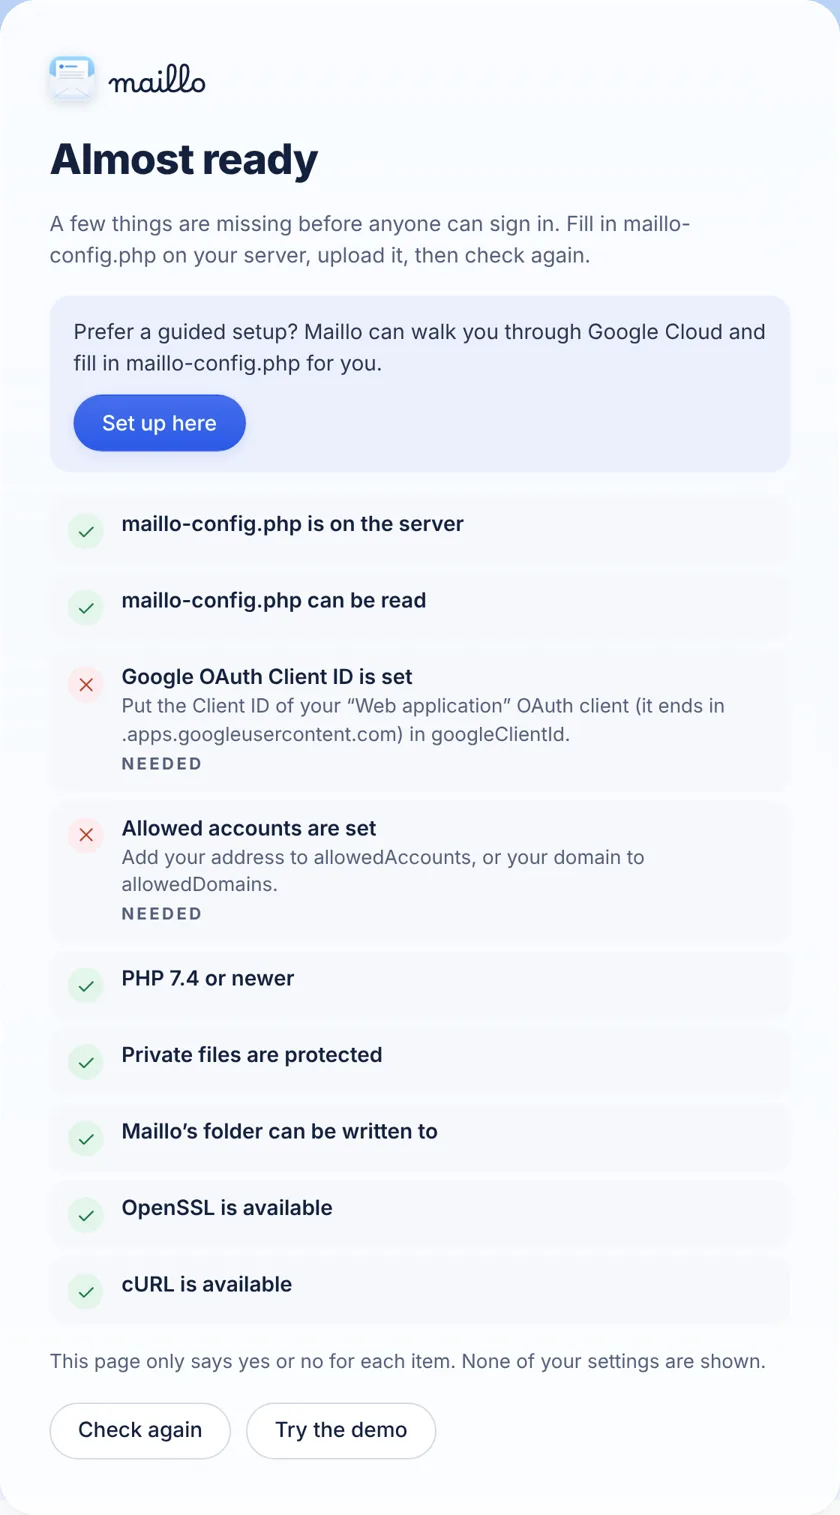 maillo
Almost ready
A few things are missing before anyone can sign in. Fill in maillo-
config.php on your server, upload it, then check again.
Prefer a guided setup? Maillo can walk you through Google Cloud and
fill in maillo-config.php for you.
Set up here
maillo-config.php is on the server
maillo-config.php can be read
Google OAuth Client ID is set
Put the Client ID of your “Web application” OAuth client (it ends in
.apps.googleusercontent.com) in googleClientId.
NEEDED
Allowed accounts are set
Add your address to allowedAccounts, or your domain to
allowedDomains.
NEEDED
PHP 7.4 or newer
Private files are protected
Maillo’s folder can be written to
OpenSSL is available
cURL is available
This page only says yes or no for each item. None of your settings are shown.
Check again
Try the demo